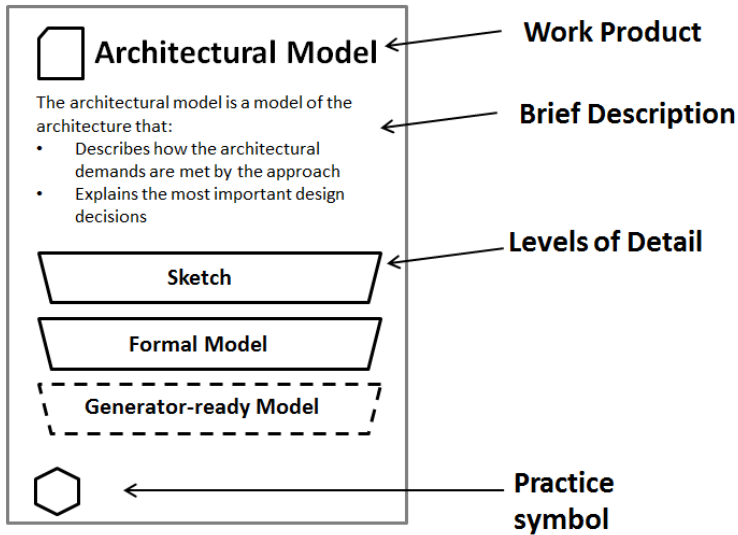 Architectural Model
Work Product
The architectural model is a model of the
architecture that:
Brief Description
• Describes how the architectural
demands are met by the approach
• Explains the most important design
decisions
Levels of Detail
Sketch
Formal Model
Generator-ready Model
Practice
symbol